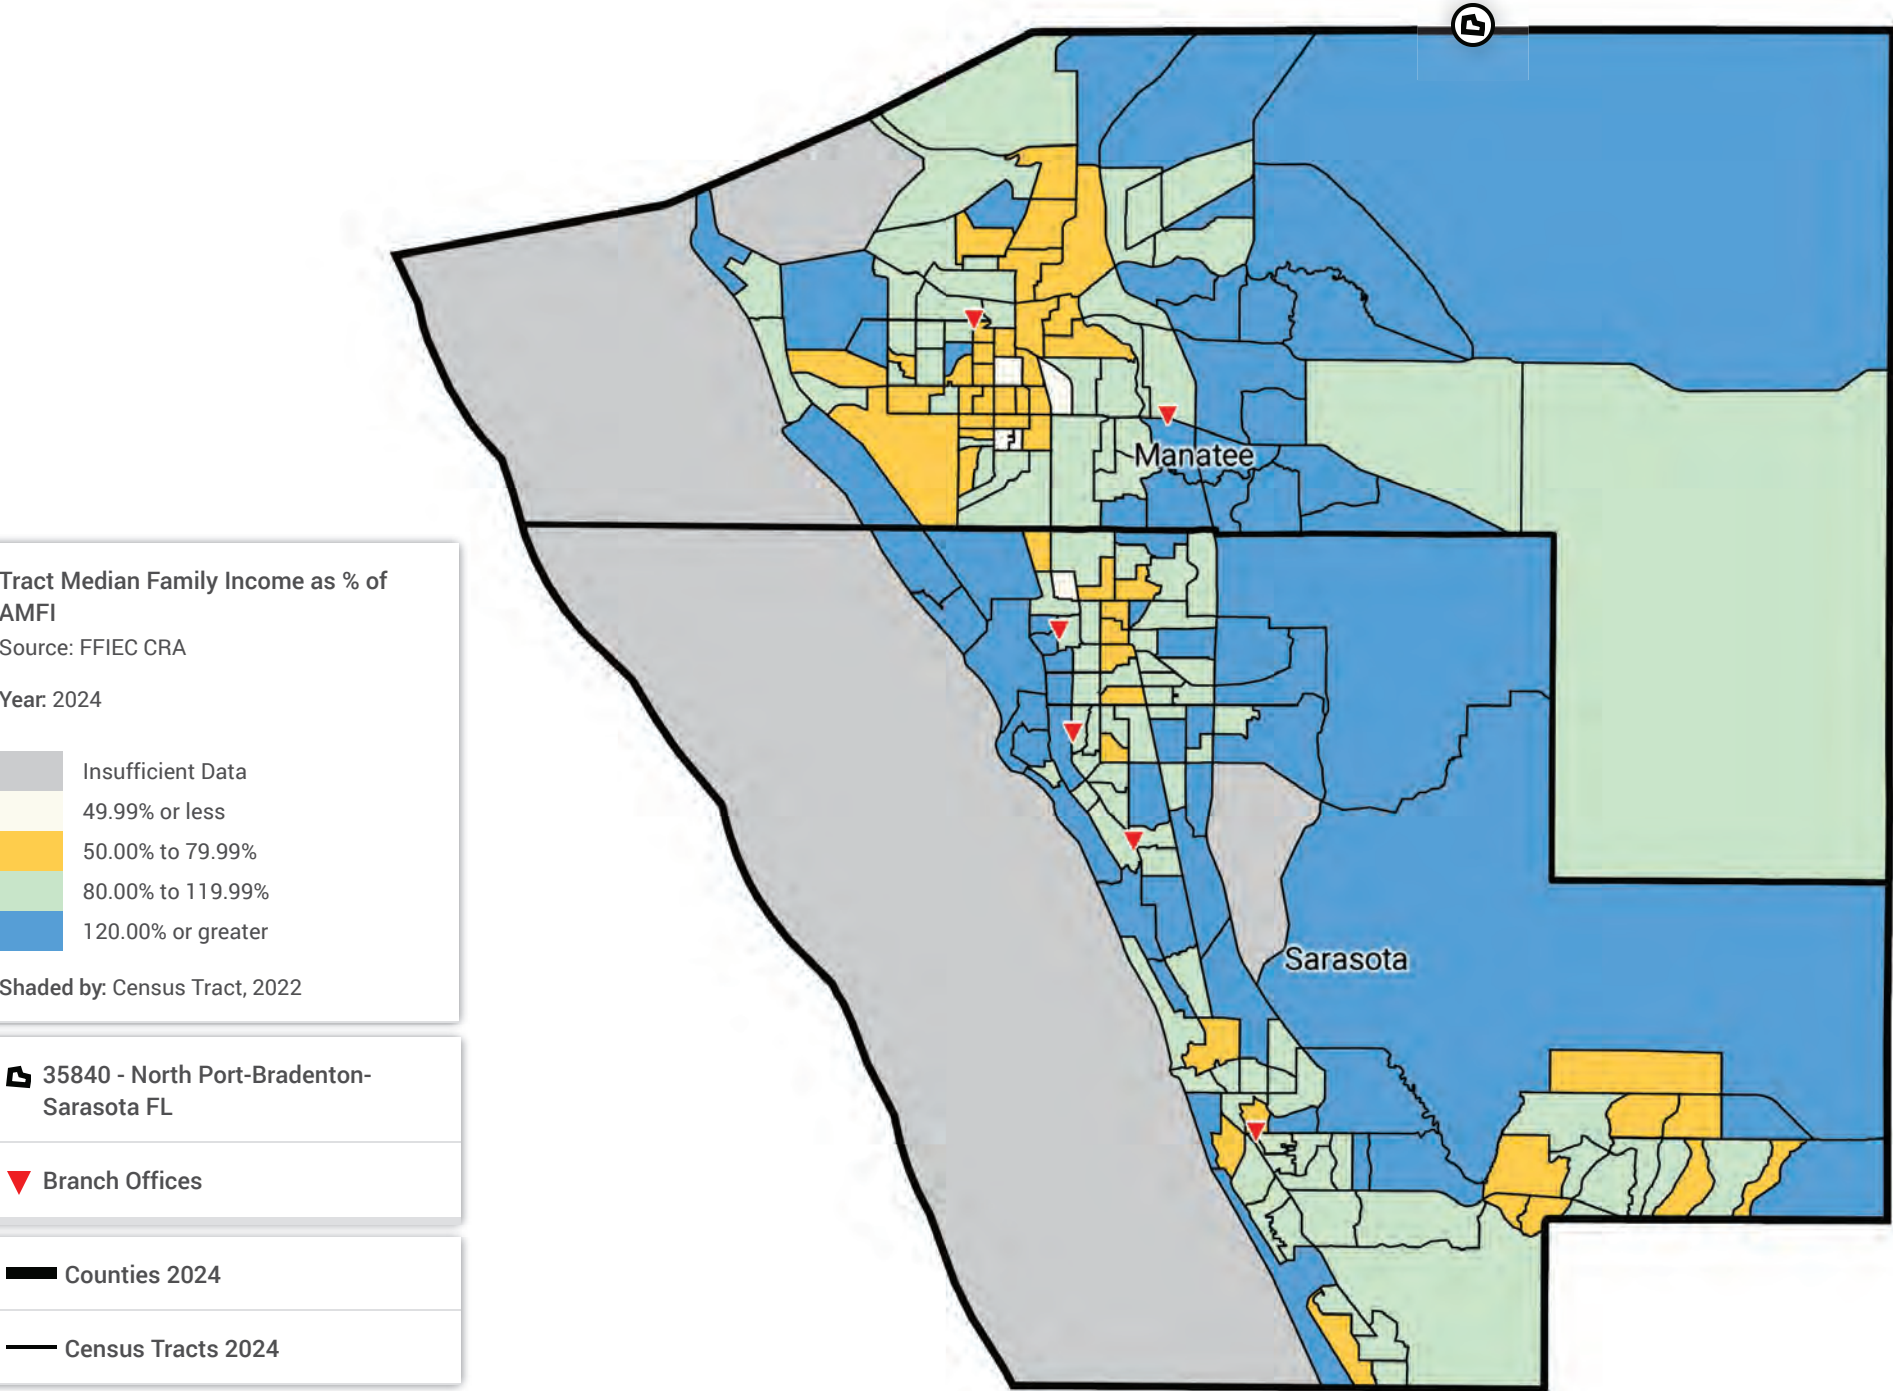 Manatee
Tract Median Family Income as % of
AMFI
Source: FFIEC CRA
Year: 2024
Insufficient Data
49.99% or less
50.00% to 79.99%
80.00% to 119.99%
120.00% or greater
Shaded by: Census Tract, 2022
Sarasota
35840 - North Port-Bradenton-
Sarasota FL
Branch Offices
Counties 2024
Census Tracts 2024